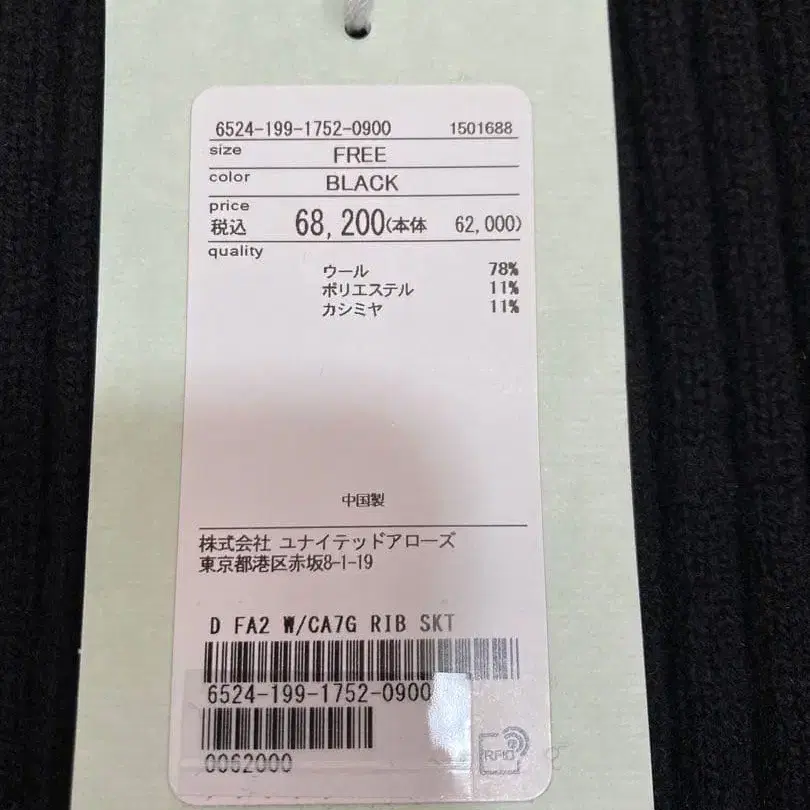 6524-199-1752-0900 1501688
size FREE
color BLACK
price
税込 68,200(本体 62,000)
quality
ウール 78%
ポリエステル 11%
カシミヤ 11%
中国製
株式会社 ユナイテッドアローズ
東京都港区赤坂8-1-19
D FA2 W/CA7G RIB SKT
6524-199-1752-0900
0062000
RFID